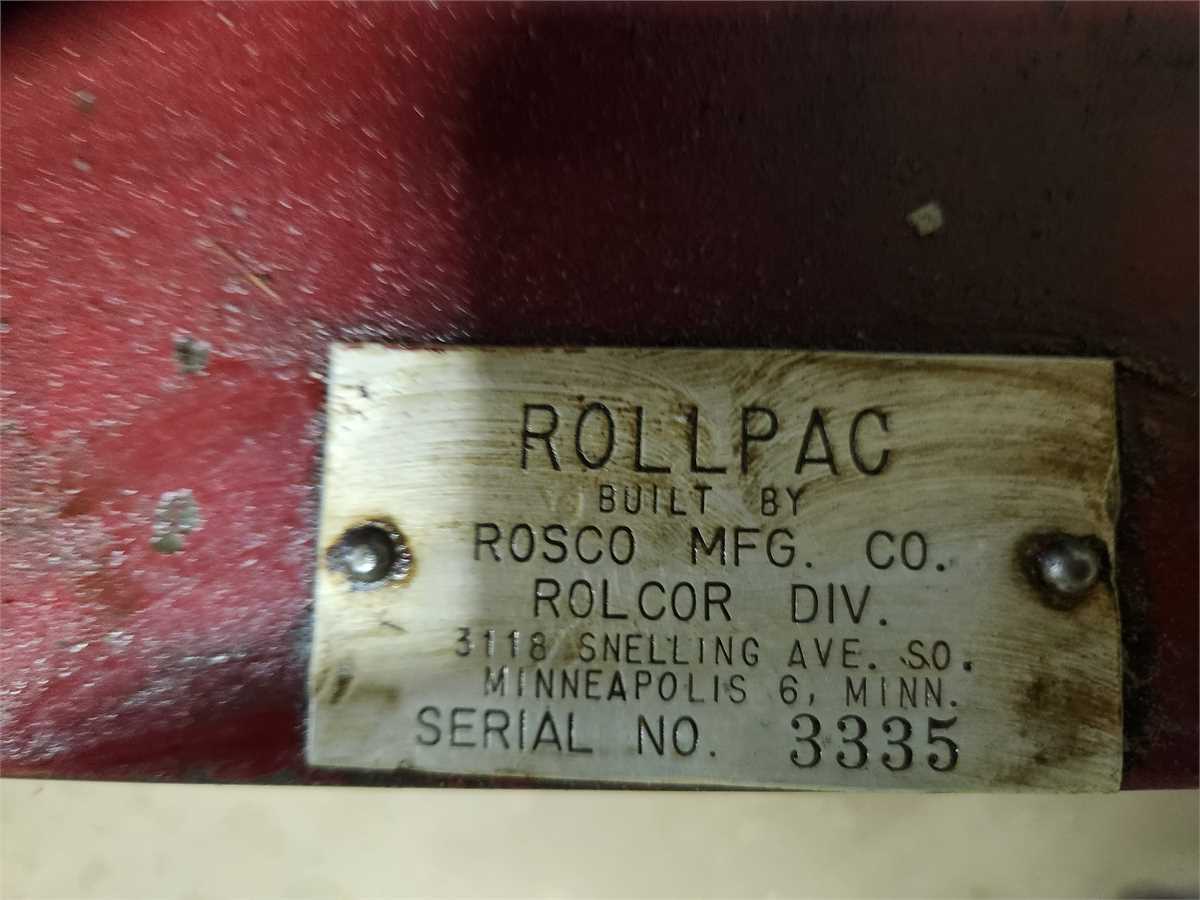 ROLLPAC
BUILT BY
ROSCO MFG. CO.
ROLCOR DIV.
3118 SNELLING AVE. SO.
MINNEAPOLIS 6, MINN.
SERIAL NO. 3335